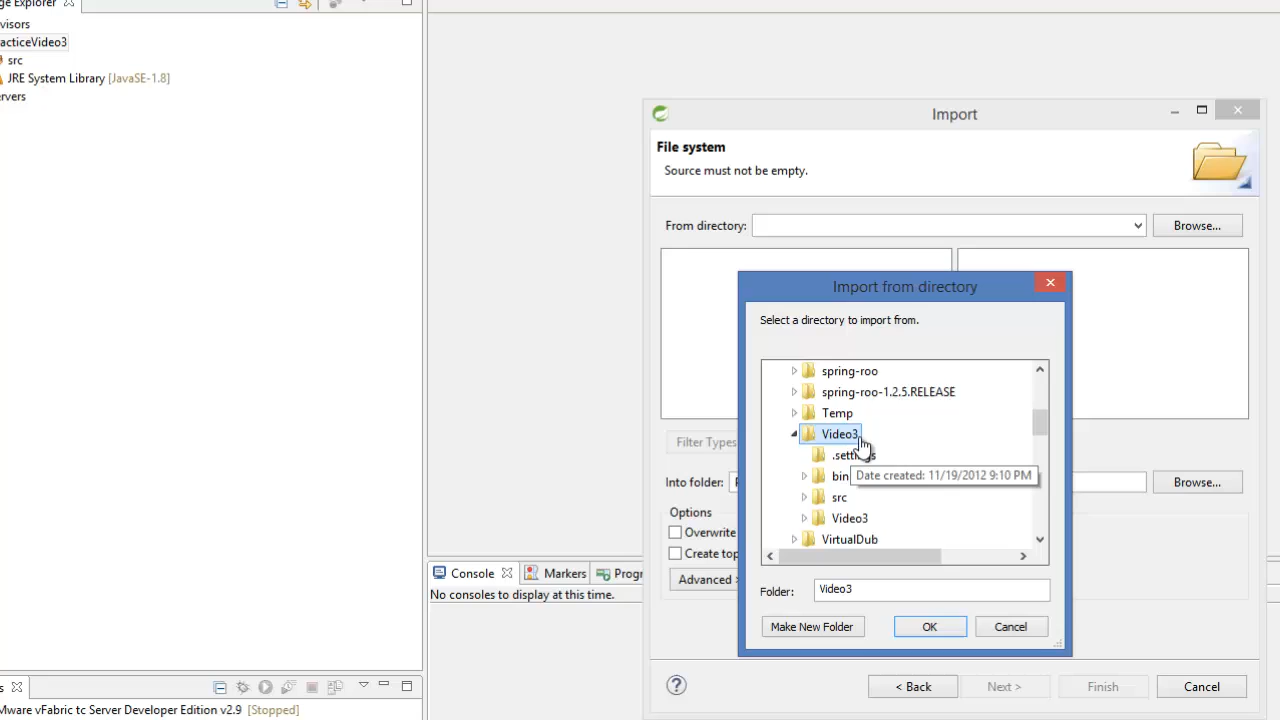 ge Explorer
visors
acticeVideo3
src
JRE System Library [JavaSE-1.8]
ervers
Import
File system
Source must not be empty.
From directory:
Browse...
Import from directory
Select a directory to import from.
spring-roo
spring-roo-1.2.5.RELEASE
Temp
Video3
.settings
bin
Date created: 11/19/2012 9:10 PM
src
Video3
VirtualDub
Filter Types
Into folder:
Browse...
Options
Overwrite
Create top
Advanced >
Folder: Video3
Make New Folder
OK
Cancel
Console
Markers
Progr
No consoles to display at this time.
?
< Back
Next >
Finish
Cancel
s
Mware vFabric tc Server Developer Edition v2.9 [Stopped]